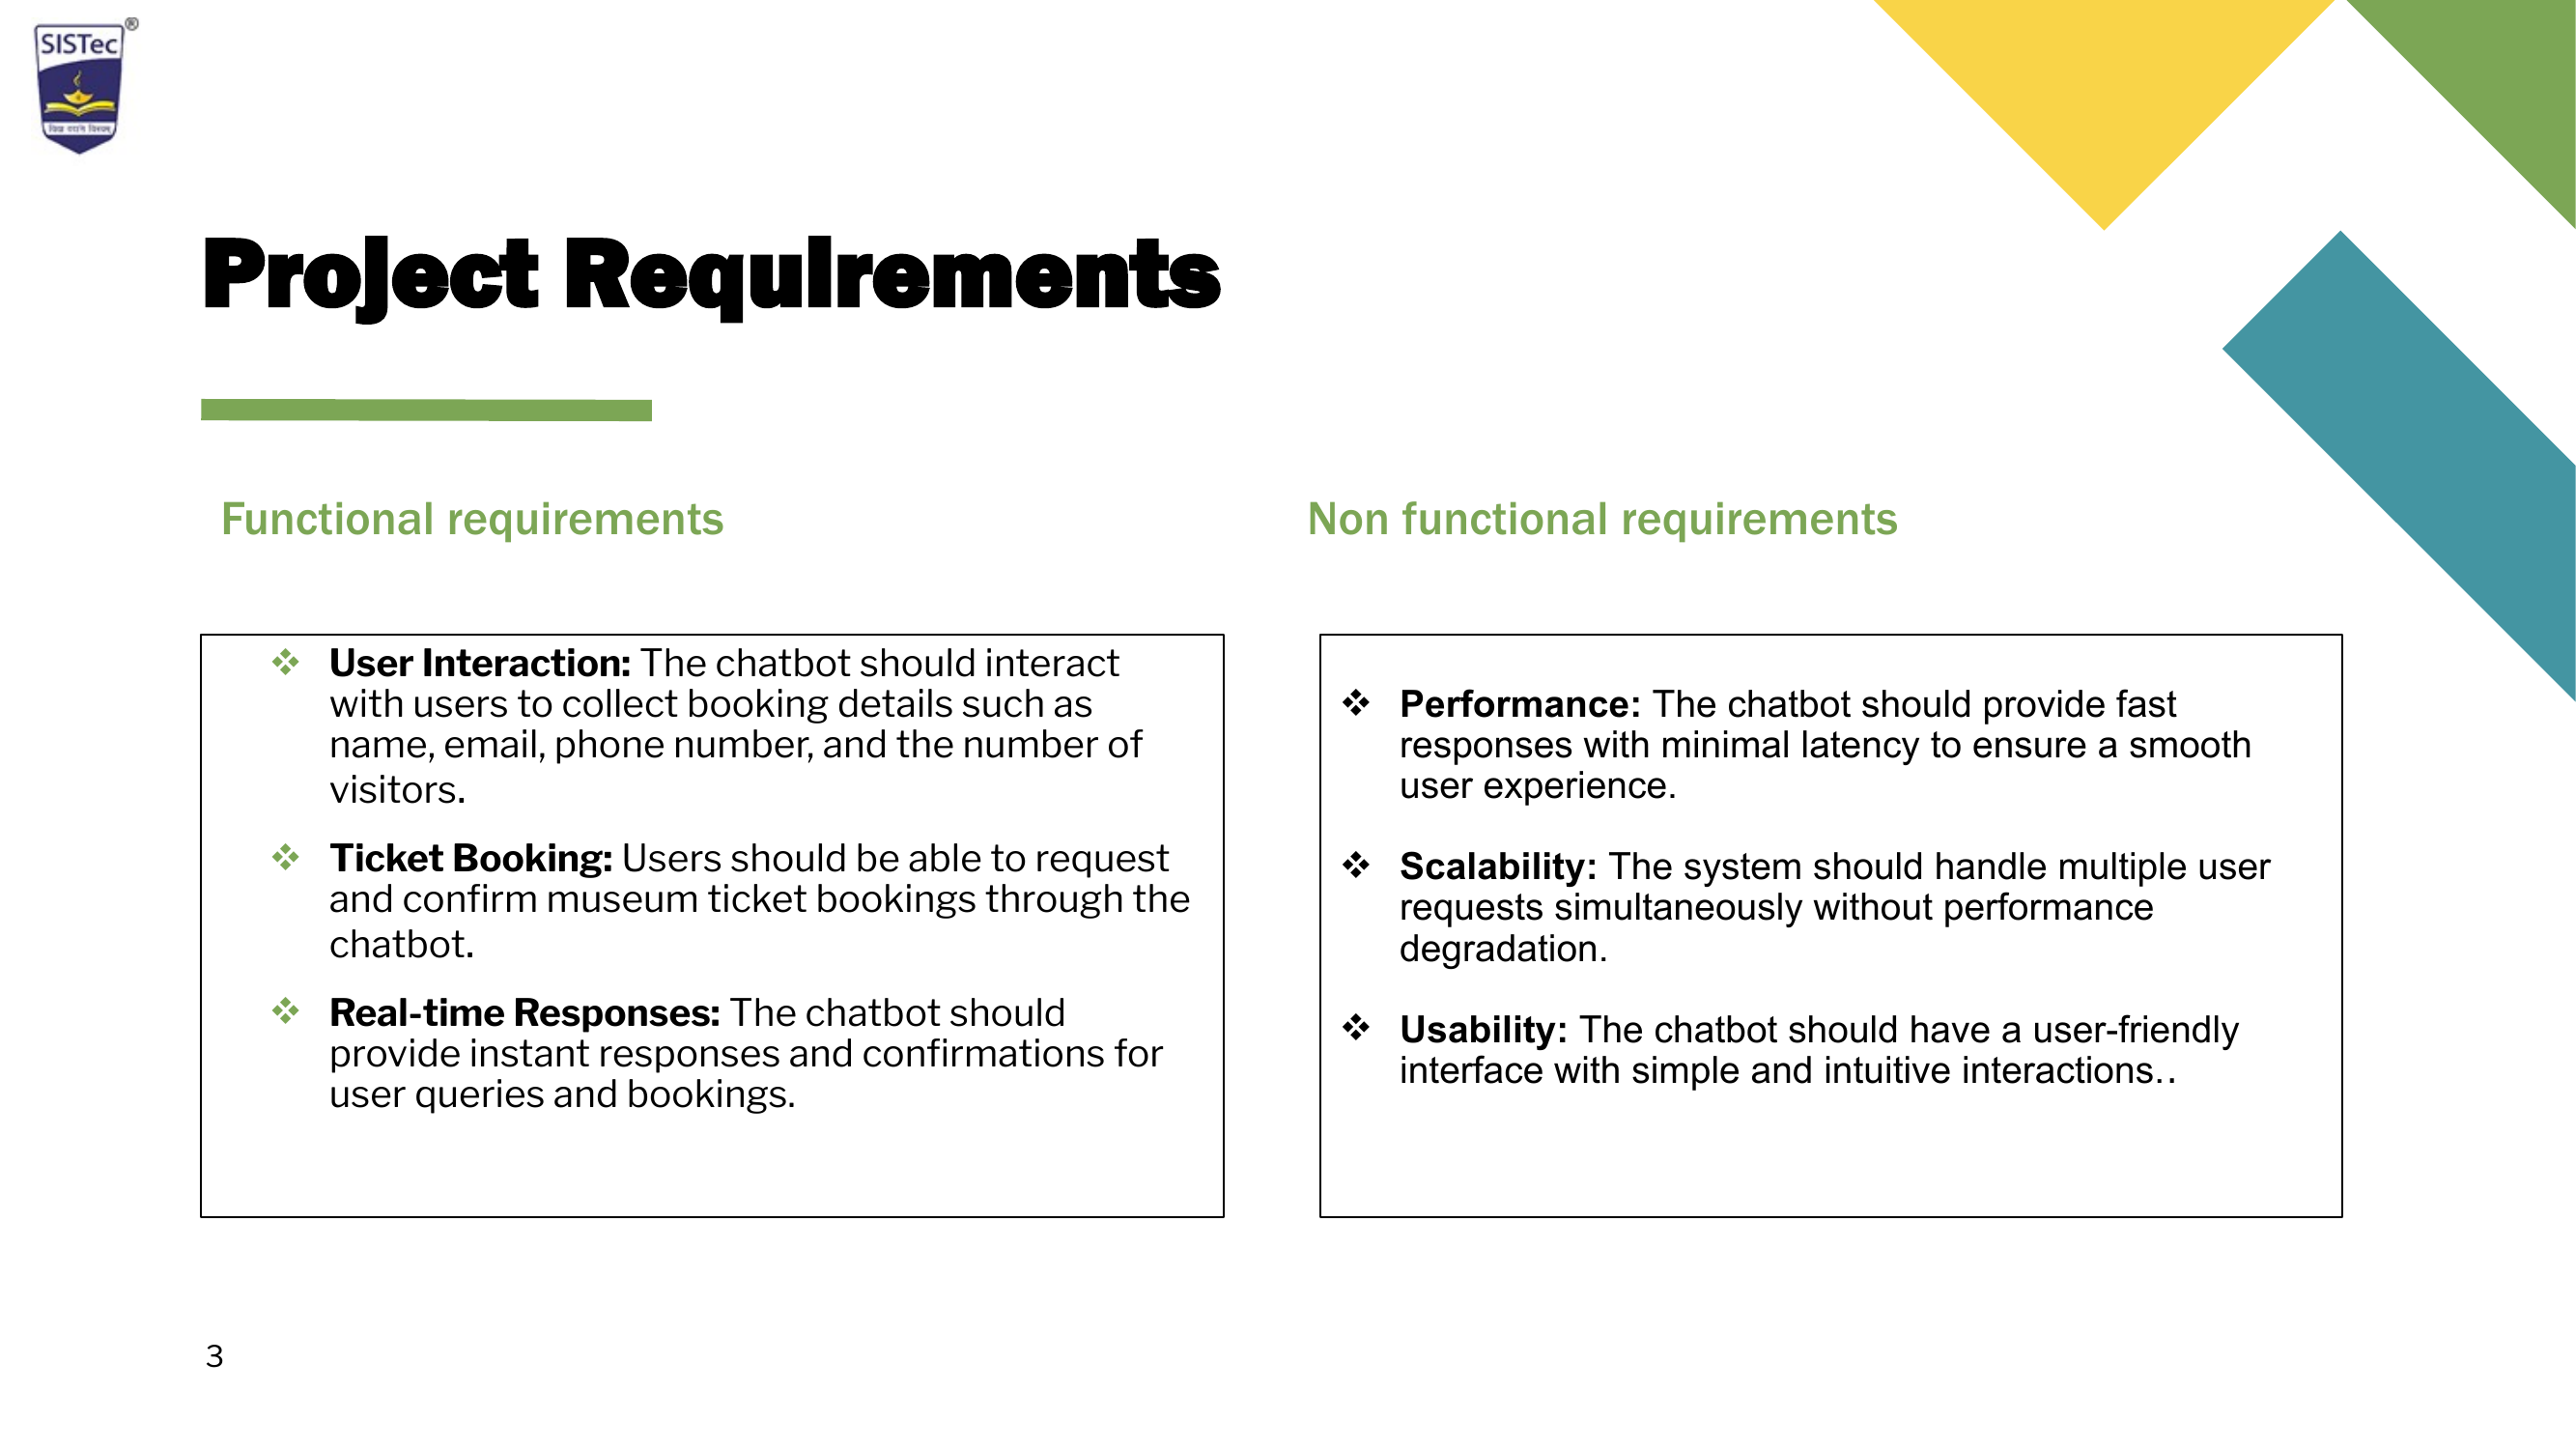 SISTec®
Project Requirements
Functional requirements
❖ User Interaction: The chatbot should interact
with users to collect booking details such as
name, email, phone number, and the number of
visitors.
❖ Ticket Booking: Users should be able to request
and confirm museum ticket bookings through the
chatbot.
❖ Real-time Responses: The chatbot should
provide instant responses and confirmations for
user queries and bookings.
Non functional requirements
❖ Performance: The chatbot should provide fast
responses with minimal latency to ensure a smooth
user experience.
❖ Scalability: The system should handle multiple user
requests simultaneously without performance
degradation.
❖ Usability: The chatbot should have a user-friendly
interface with simple and intuitive interactions..
3